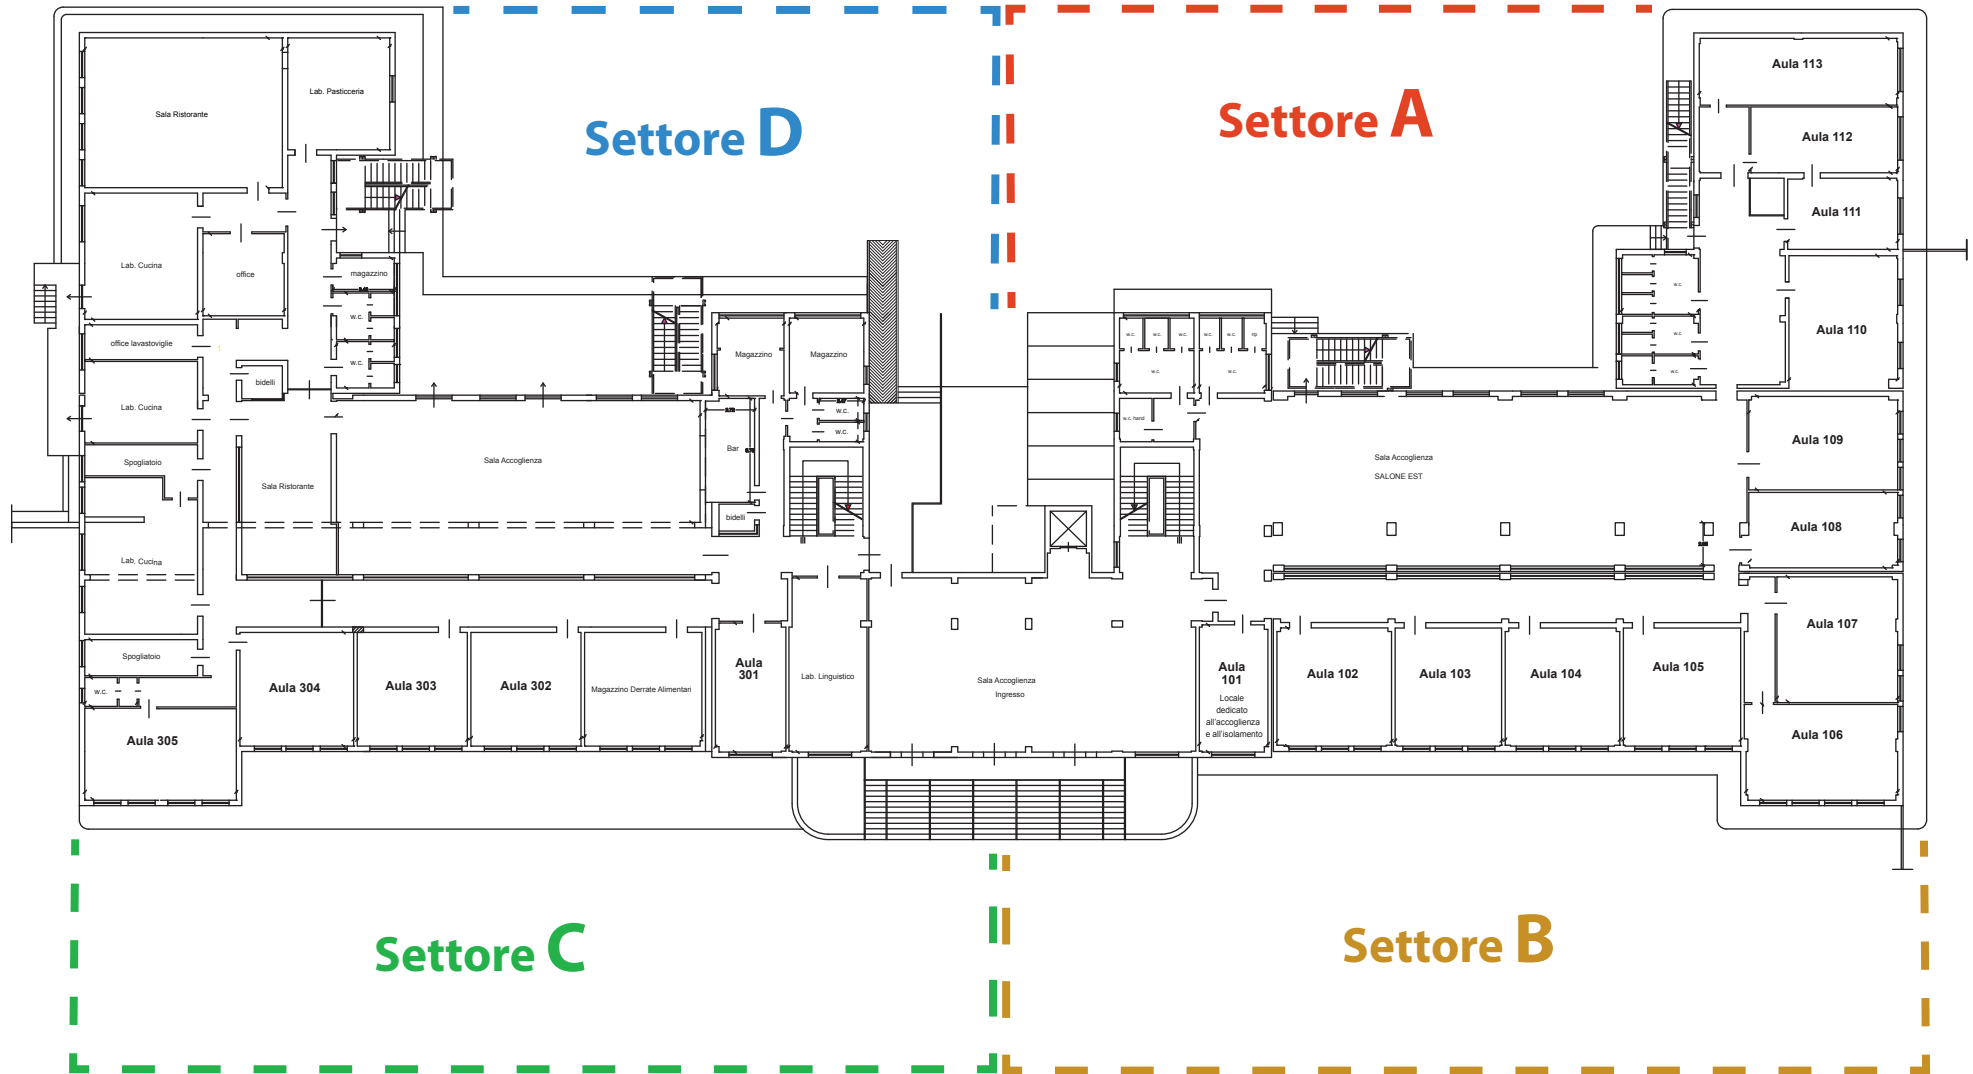 Settore D
Settore A
Sala Ristorante
Lab. Pasticceria
Lab. Cucina
office
magazzino
w.c.
w.c.
office lavastoviglie
bidelli
Lab. Cucina
Spogliatoio
Sala Ristorante
Sala Accoglienza
Lab. Cucina
Spogliatoio
w.c.
Aula 305
Aula 304
Aula 303
Aula 302
Magazzino Derrate Alimentari
Magazzino
Magazzino
w.c.
w.c.
Bar
bidelli
Aula
301
Lab. Linguistico
Sala Accoglienza
Ingresso
w.c.
w.c.
w.c.
w.c.
w.c.
rip
w.c.
w.c.
w.c. hand
Sala Accoglienza
SALONE EST
Aula
101
Locale
dedicato
all'accoglienza
e all'isolamento
Aula 102
Aula 103
Aula 104
Aula 105
Aula 113
Aula 112
Aula 111
w.c.
w.c.
w.c.
Aula 110
Aula 109
Aula 108
Aula 107
Aula 106
Settore C
Settore B